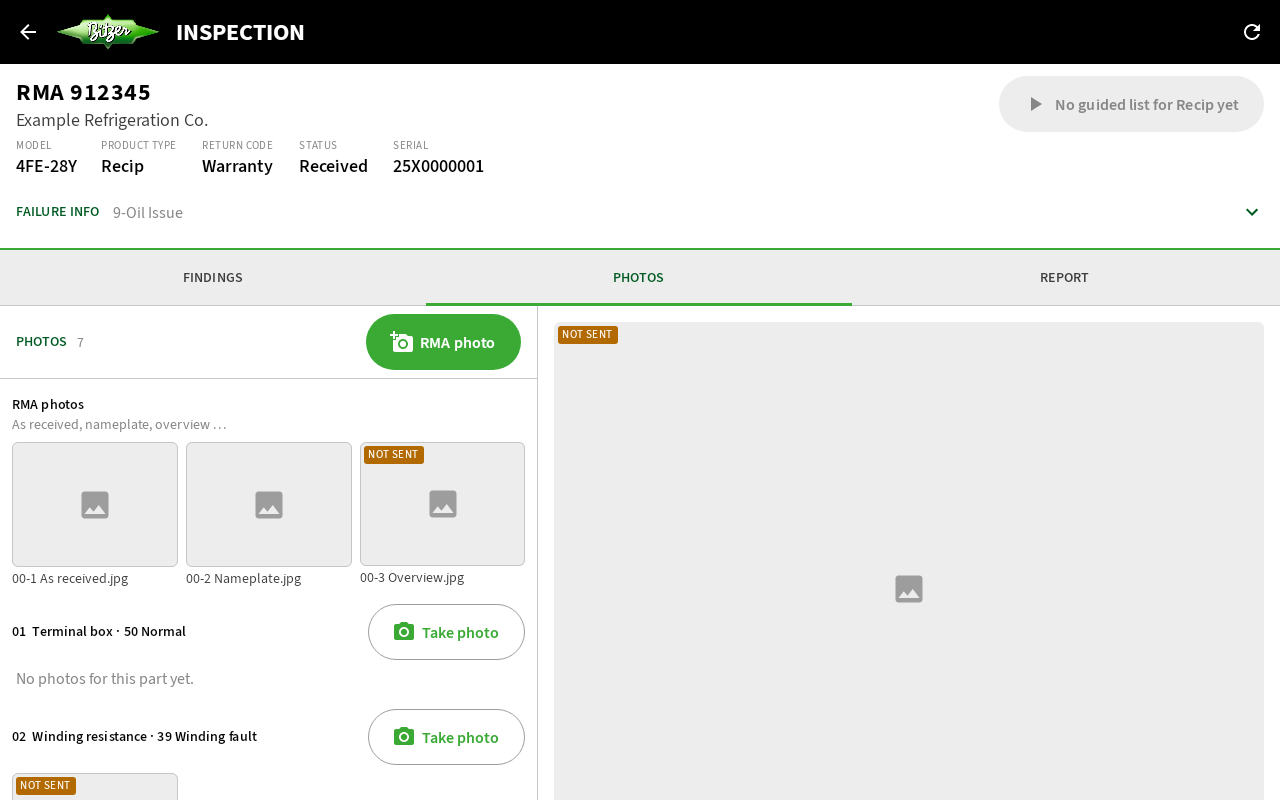 Bitzer
INSPECTION
RMA 912345
Example Refrigeration Co.
No guided list for Recip yet
MODEL
4FE-28Y
PRODUCT TYPE
Recip
RETURN CODE
Warranty
STATUS
Received
SERIAL
25X0000001
FAILURE INFO 9-Oil Issue
FINDINGS
PHOTOS
REPORT
PHOTOS 7
RMA photo
RMA photos
As received, nameplate, overview …
NOT SENT
00-1 As received.jpg
00-2 Nameplate.jpg
00-3 Overview.jpg
01 Terminal box · 50 Normal
Take photo
No photos for this part yet.
02 Winding resistance · 39 Winding fault
Take photo
NOT SENT
NOT SENT